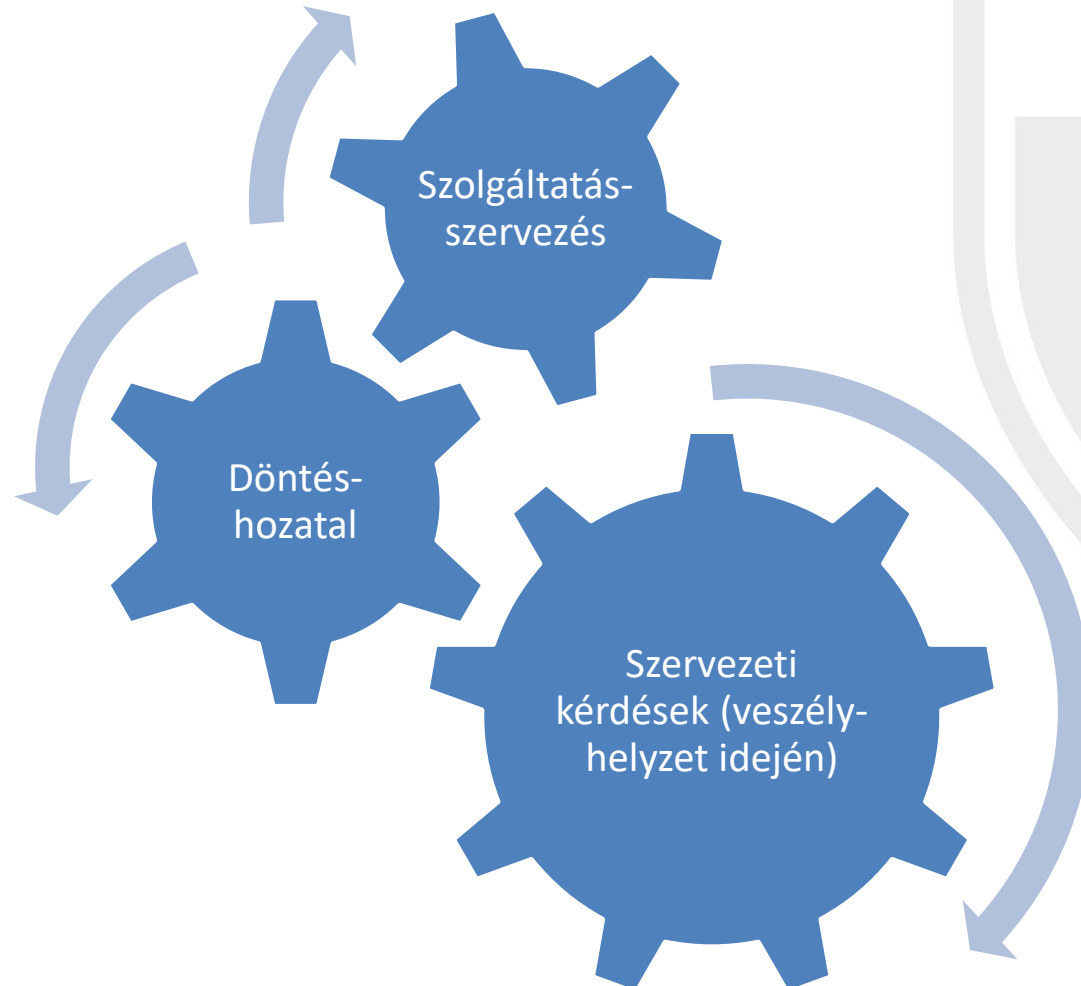 Szolgáltatás-
szervezés
Döntés-
hozatal
Szervezeti
kérdések (veszély-
helyzet idején)